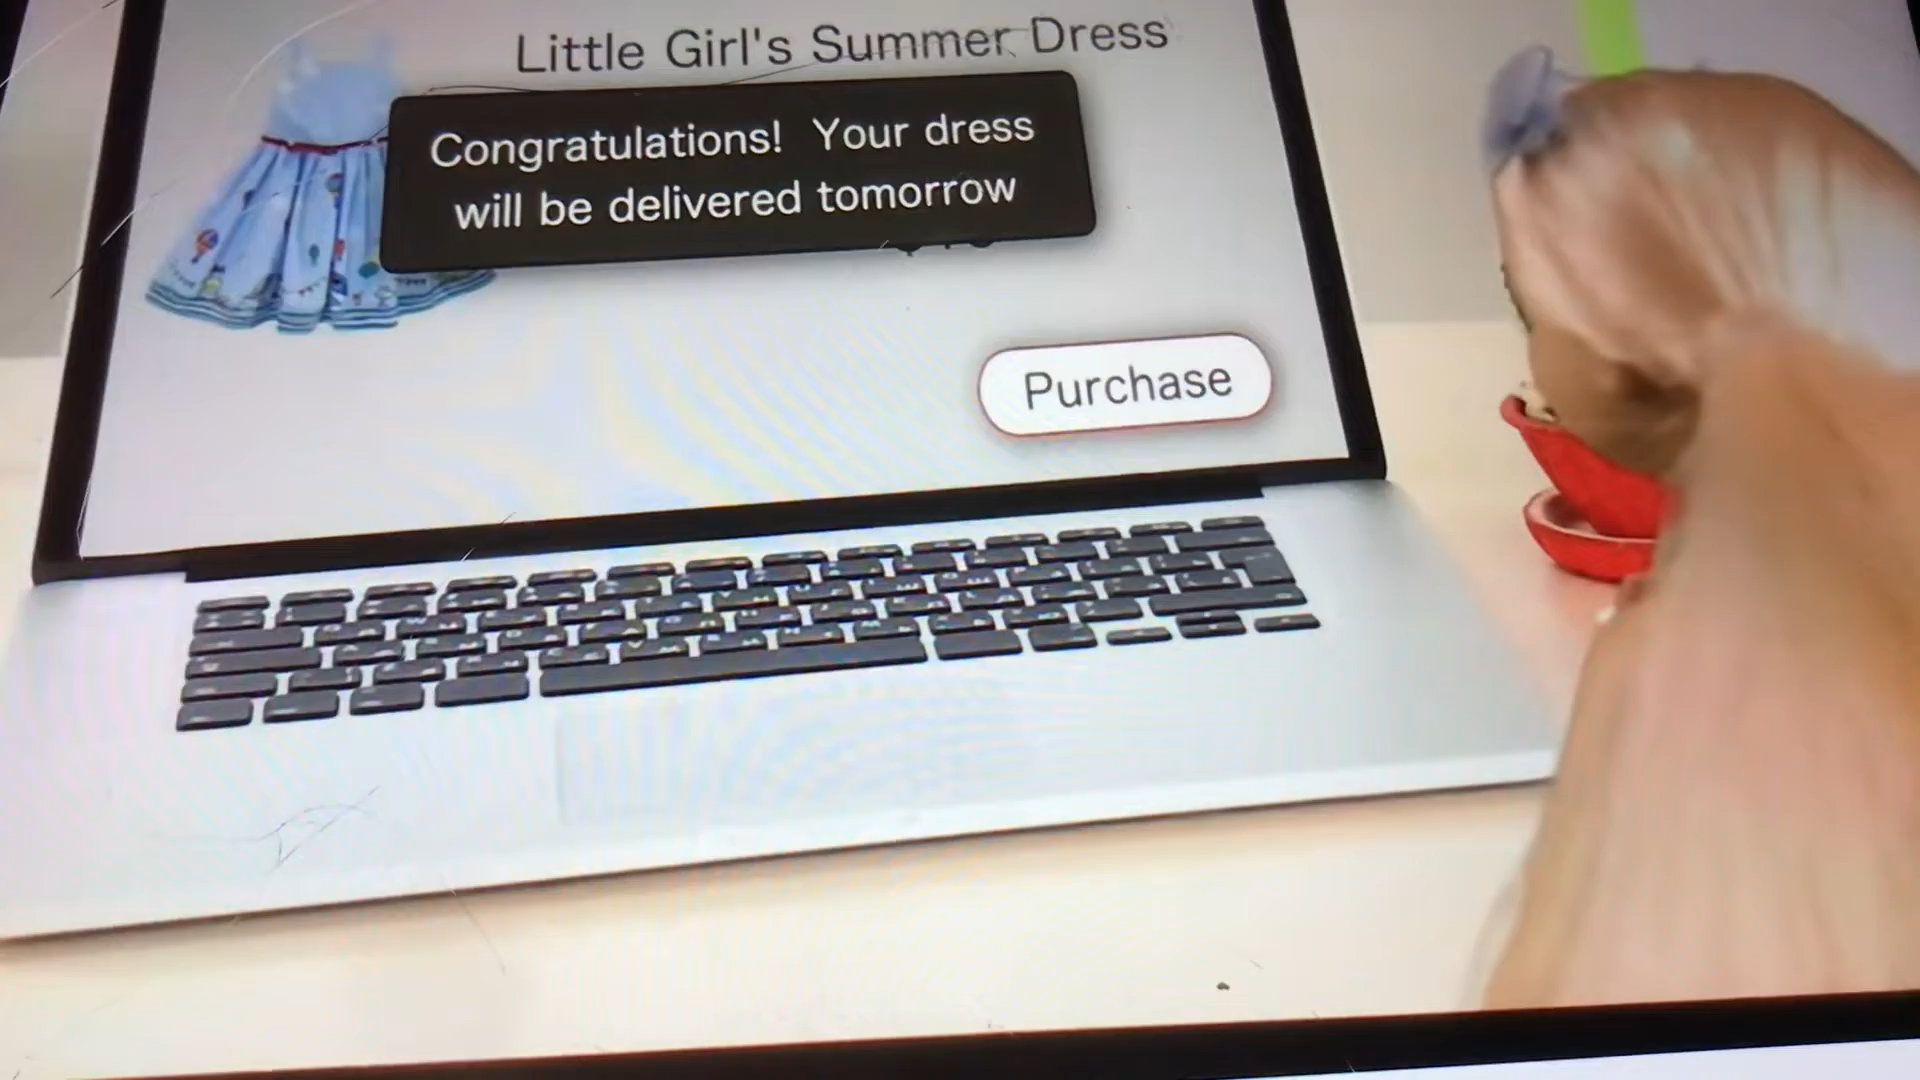 Little Girl's Summer Dress
Congratulations!  Your dress
will be delivered tomorrow
Purchase